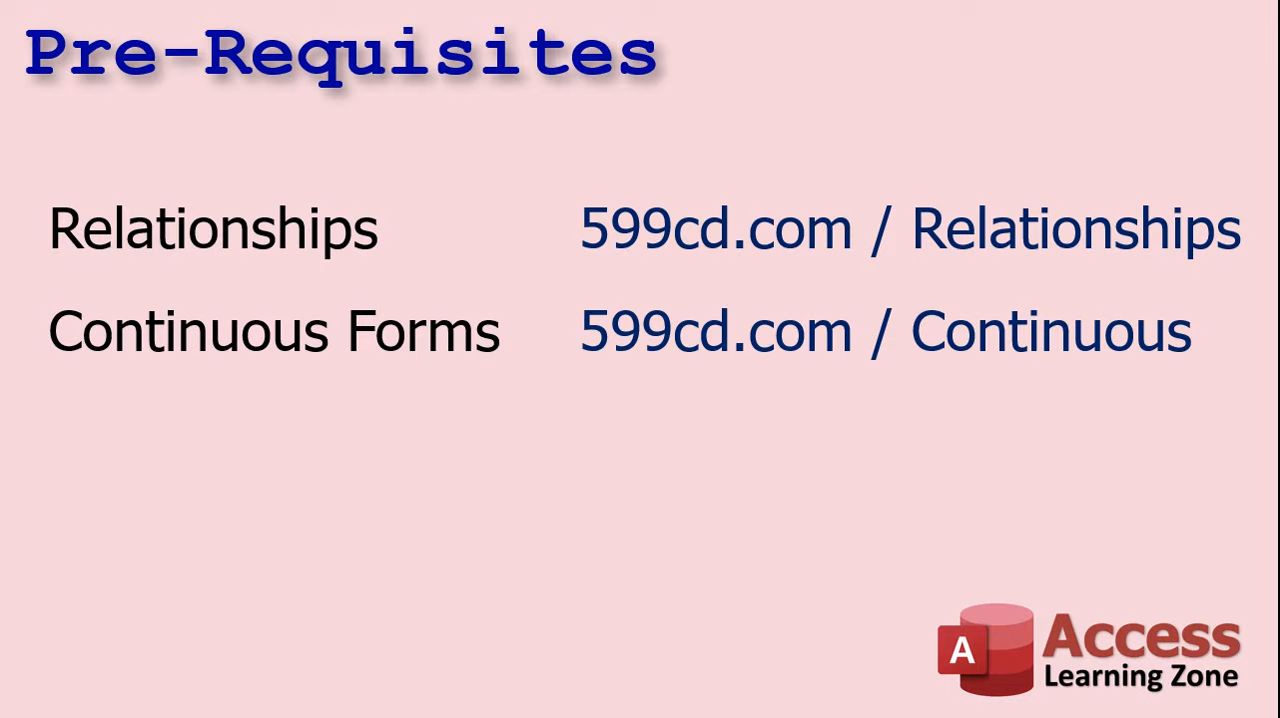 Pre-Requisites
Relationships 599cd.com / Relationships
Continuous Forms 599cd.com / Continuous
A Access
Learning Zone